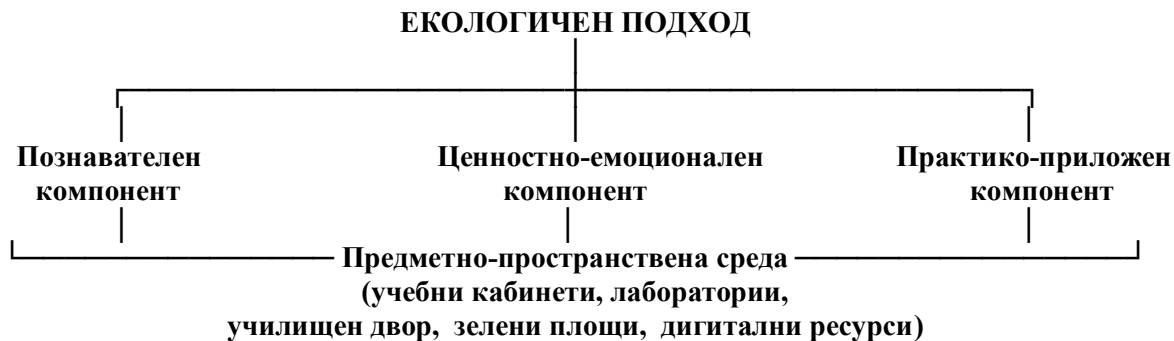 ЕКОЛОГИЧЕН ПОДХОД
Познавателен
компонент
Ценностно-емоционален
компонент
Практико-приложен
компонент
Предметно-пространствена среда
(учебни кабинети, лаборатории,
училищен двор, зелени площи, дигитални ресурси)